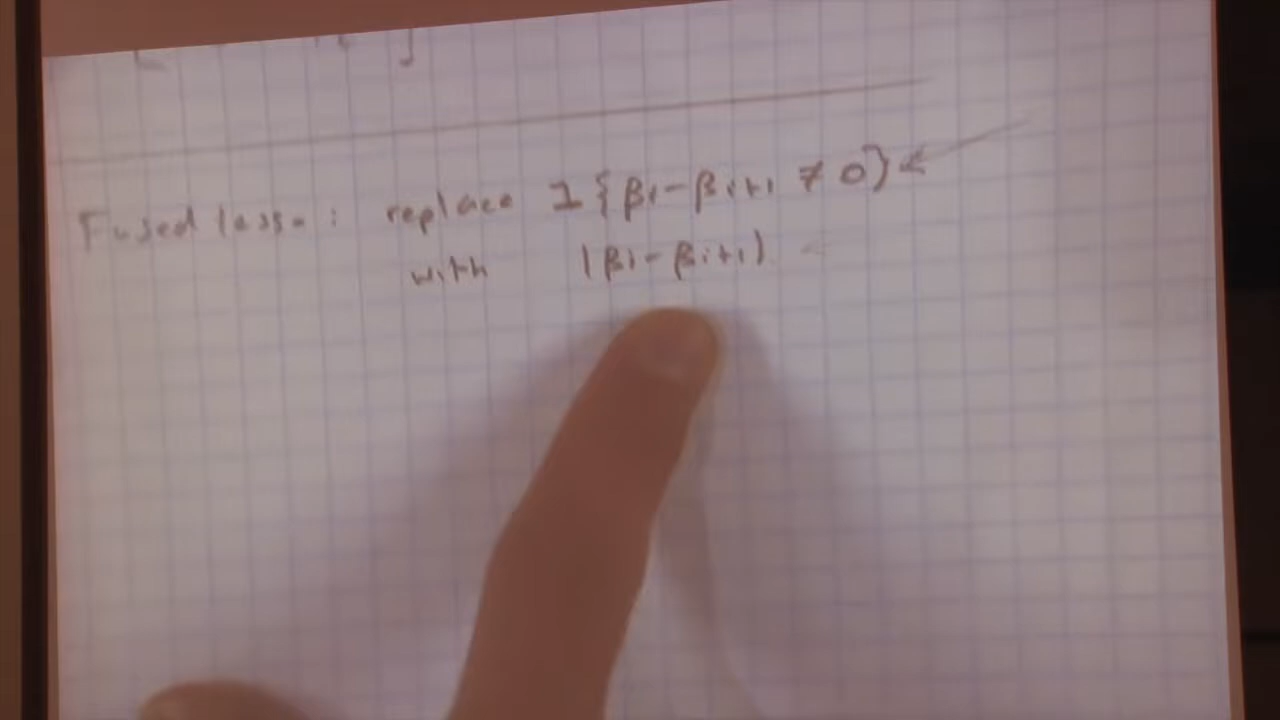 Fused lasso: replace 1{βi-βi+1 ≠ 0}
with |βi-βi+1|